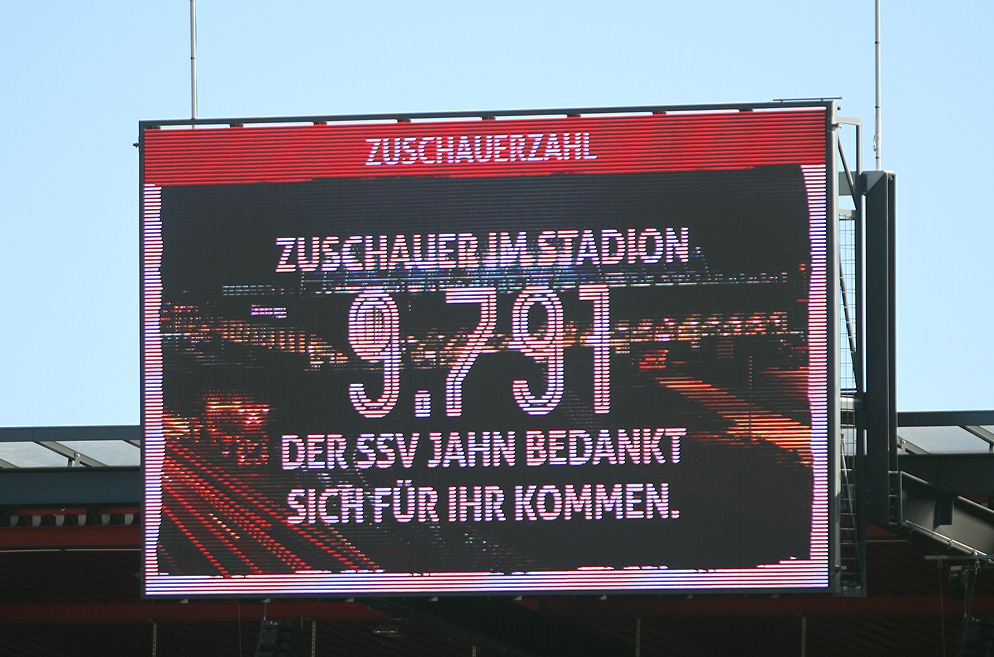 ZUSCHAUERZAHL
ZUSCHAUER IM STADION
9.791
DER SSV JAHN BEDANKT
SICH FÜR IHR KOMMEN.